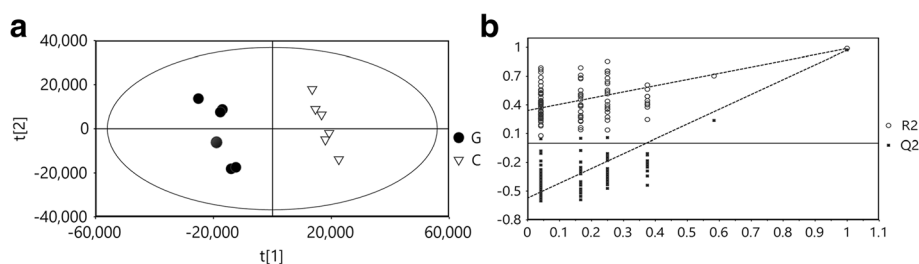 a
40,000
20,000
0
-20,000
-40,000
t[2]
-60,000 -20,000 20,000 60,000
t[1]
G
C
b
1
0.7
0.4
0.1
-0.2
-0.5
-0.8
0 0.1 0.2 0.3 0.4 0.5 0.6 0.7 0.8 0.9 1 1.1
R2
Q2